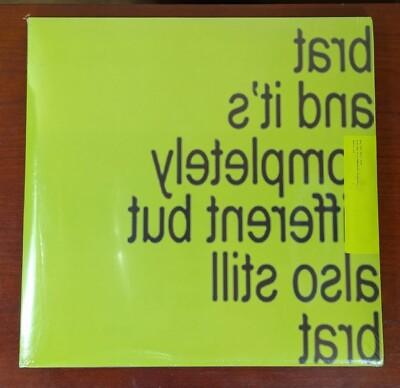 brat
and it's
ompletely
ifferent but
also still
brat